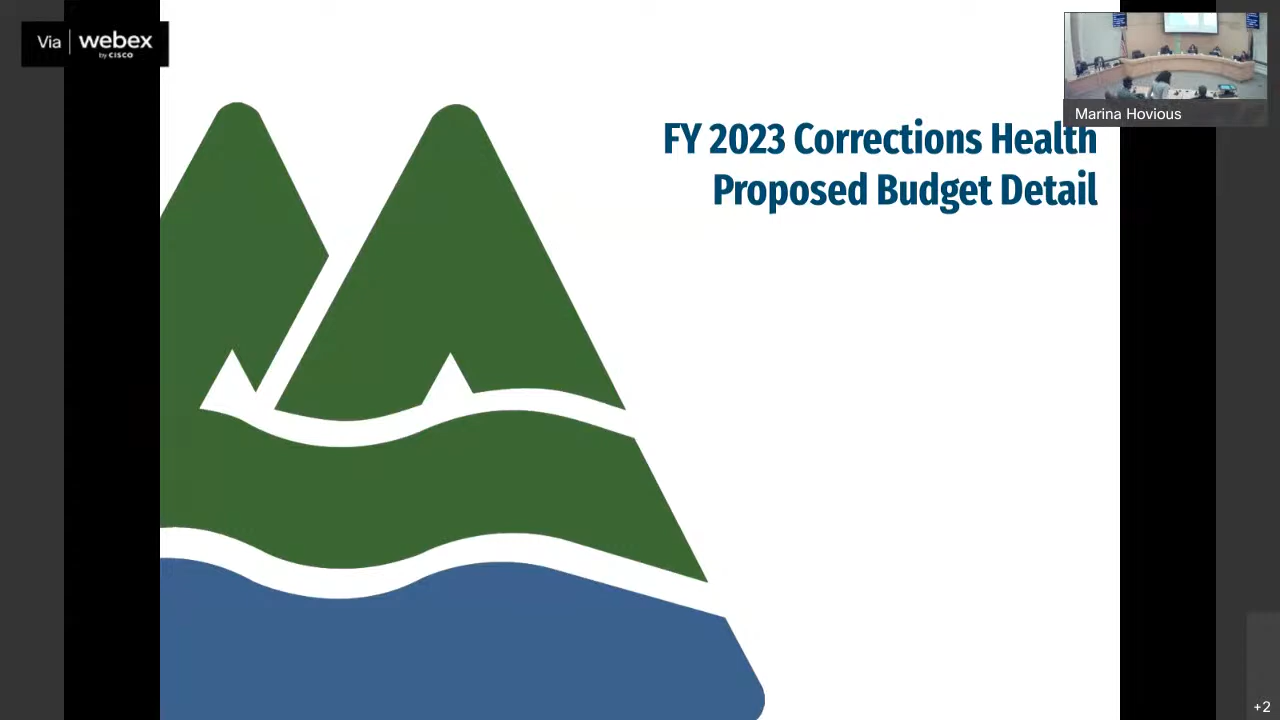 Via webex
by CISCO
Marina Hovious
FY 2023 Corrections Health
Proposed Budget Detail
+2